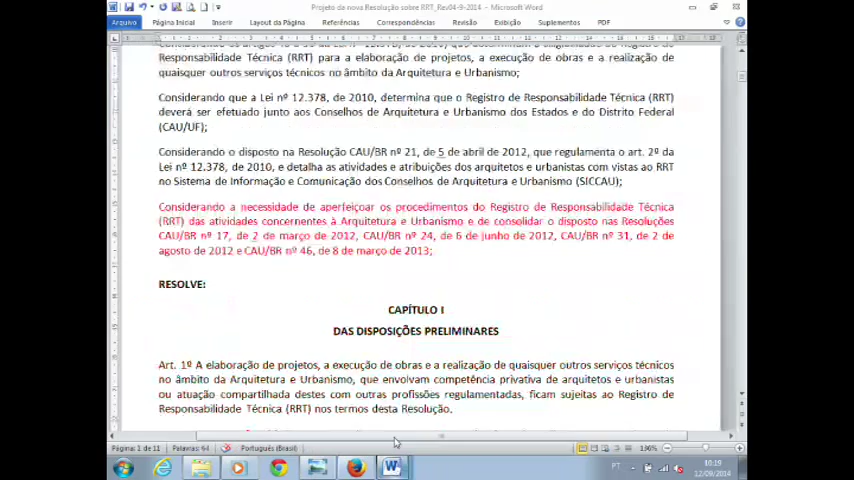 Projeto da nova Resolução sobre RRT_Rev04-9-2014 - Microsoft Word
Arquivo Página Inicial Inserir Layout da Página Referências Correspondências Revisão Exibição Suplementos PDF
Responsabilidade Técnica (RRT) para a elaboração de projetos, a execução de obras e a realização de
quaisquer outros serviços técnicos no âmbito da Arquitetura e Urbanismo;
Considerando que a Lei nº 12.378, de 2010, determina que o Registro de Responsabilidade Técnica (RRT)
deverá ser efetuado junto aos Conselhos de Arquitetura e Urbanismo dos Estados e do Distrito Federal
(CAU/UF);
Considerando o disposto na Resolução CAU/BR nº 21, de 5 de abril de 2012, que regulamenta o art. 2º da
Lei nº 12.378, de 2010, e detalha as atividades e atribuições dos arquitetos e urbanistas com vistas ao RRT
no Sistema de Informação e Comunicação dos Conselhos de Arquitetura e Urbanismo (SICCAU);
Considerando a necessidade de aperfeiçoar os procedimentos do Registro de Responsabilidade Técnica
(RRT) das atividades concernentes à Arquitetura e Urbanismo e de consolidar o disposto nas Resoluções
CAU/BR nº 17, de 2 de março de 2012, CAU/BR nº 24, de 6 de junho de 2012, CAU/BR nº 31, de 2 de
agosto de 2012 e CAU/BR nº 46, de 8 de março de 2013;
RESOLVE:
CAPÍTULO I
DAS DISPOSIÇÕES PRELIMINARES
Art. 1º A elaboração de projetos, a execução de obras e a realização de quaisquer outros serviços técnicos
no âmbito da Arquitetura e Urbanismo, que envolvam competência privativa de arquitetos e urbanistas
ou atuação compartilhada destes com outras profissões regulamentadas, ficam sujeitas ao Registro de
Responsabilidade Técnica (RRT) nos termos desta Resolução.
Página: 1 de 11 Palavras: Português (Brasil) 136%
PT 10:19
12/09/2014